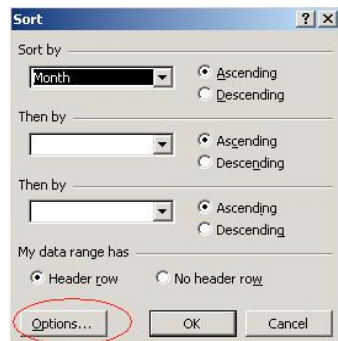 Sort
Sort by
Month
Ascending
Descending
Then by
Ascending
Descending
Then by
Ascending
Descending
My data range has
Header row No header row
Options... OK Cancel